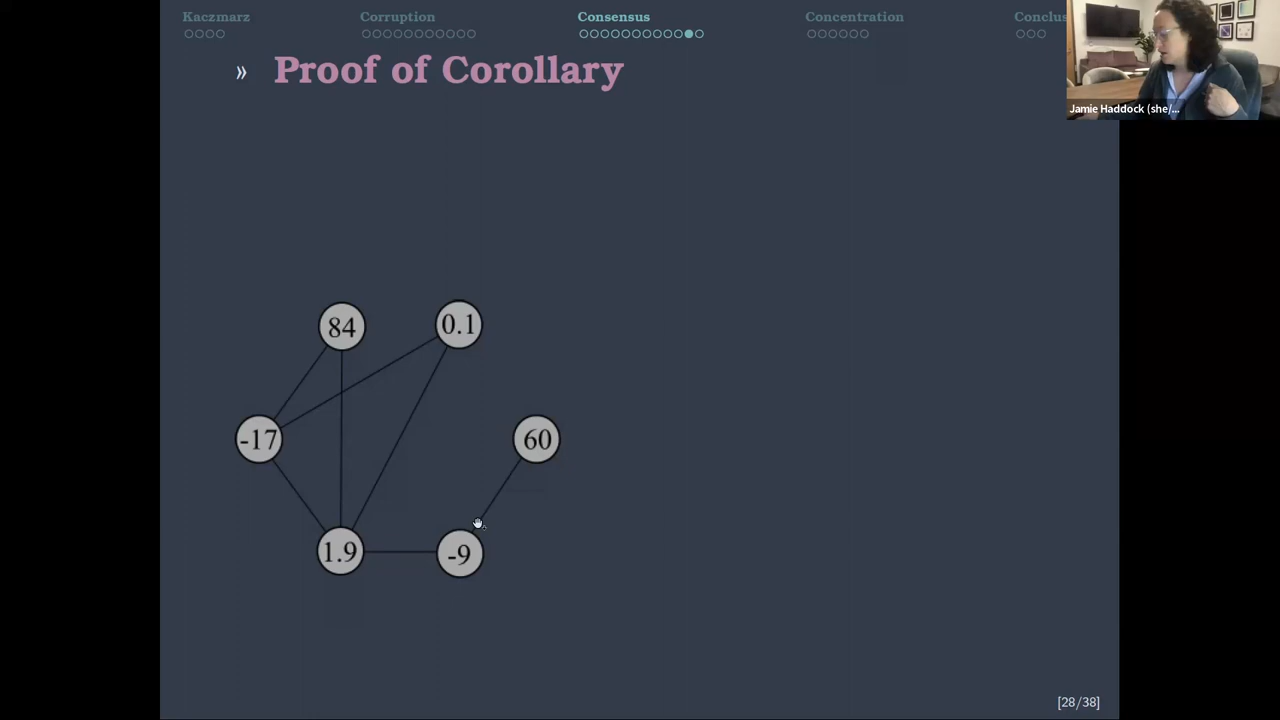 Kaczmarz Corruption Consensus Concentration Conclus
» Proof of Corollary
Jamie Haddock (she/...
84 0.1
-17 60
1.9 -9
[28/38]